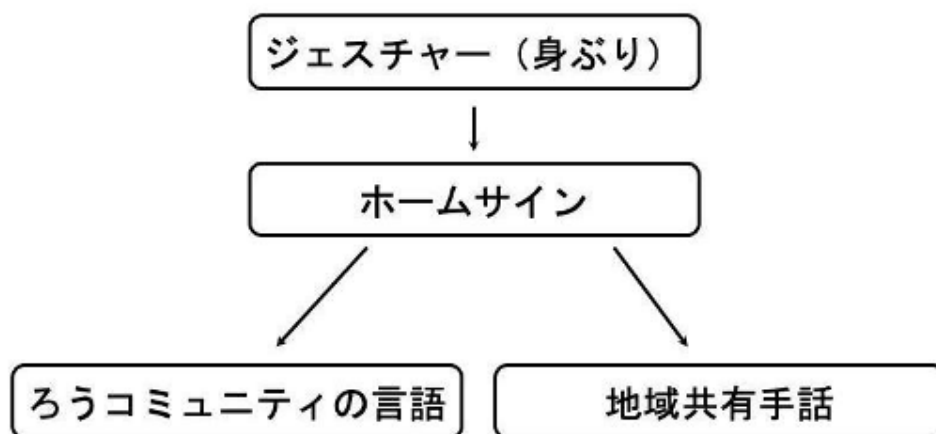 ジェスチャー（身ぶり）
ホームサイン
ろうコミュニティの言語
地域共有手話